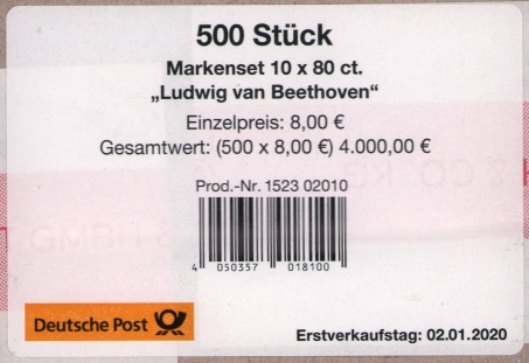 500 Stück
Markenset 10 x 80 ct.
„Ludwig van Beethoven“
Einzelpreis: 8,00 €
Gesamtwert: (500 x 8,00 €) 4.000,00 €
Prod.-Nr. 1523 02010
4 050357 018100
Deutsche Post
Erstverkaufstag: 02.01.2020